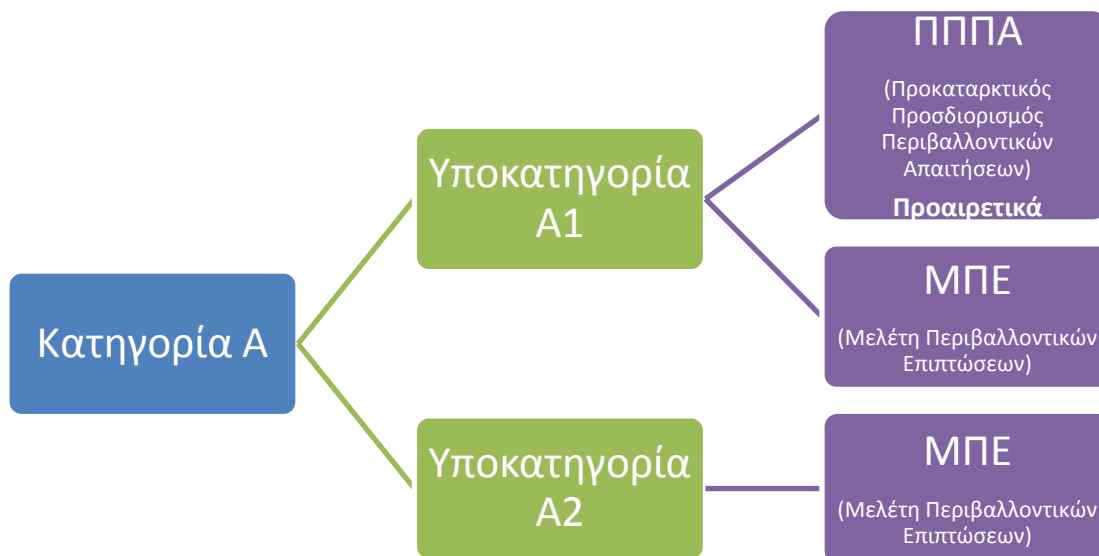 ΠΠΠΑ
(Προκαταρκτικός
Προσδιορισμός
Περιβαλλοντικών
Απαιτήσεων)
Προαιρετικά
Υποκατηγορία
Α1
ΜΠΕ
(Μελέτη Περιβαλλοντικών
Επιπτώσεων)
Κατηγορία Α
Υποκατηγορία
Α2
ΜΠΕ
(Μελέτη Περιβαλλοντικών
Επιπτώσεων)